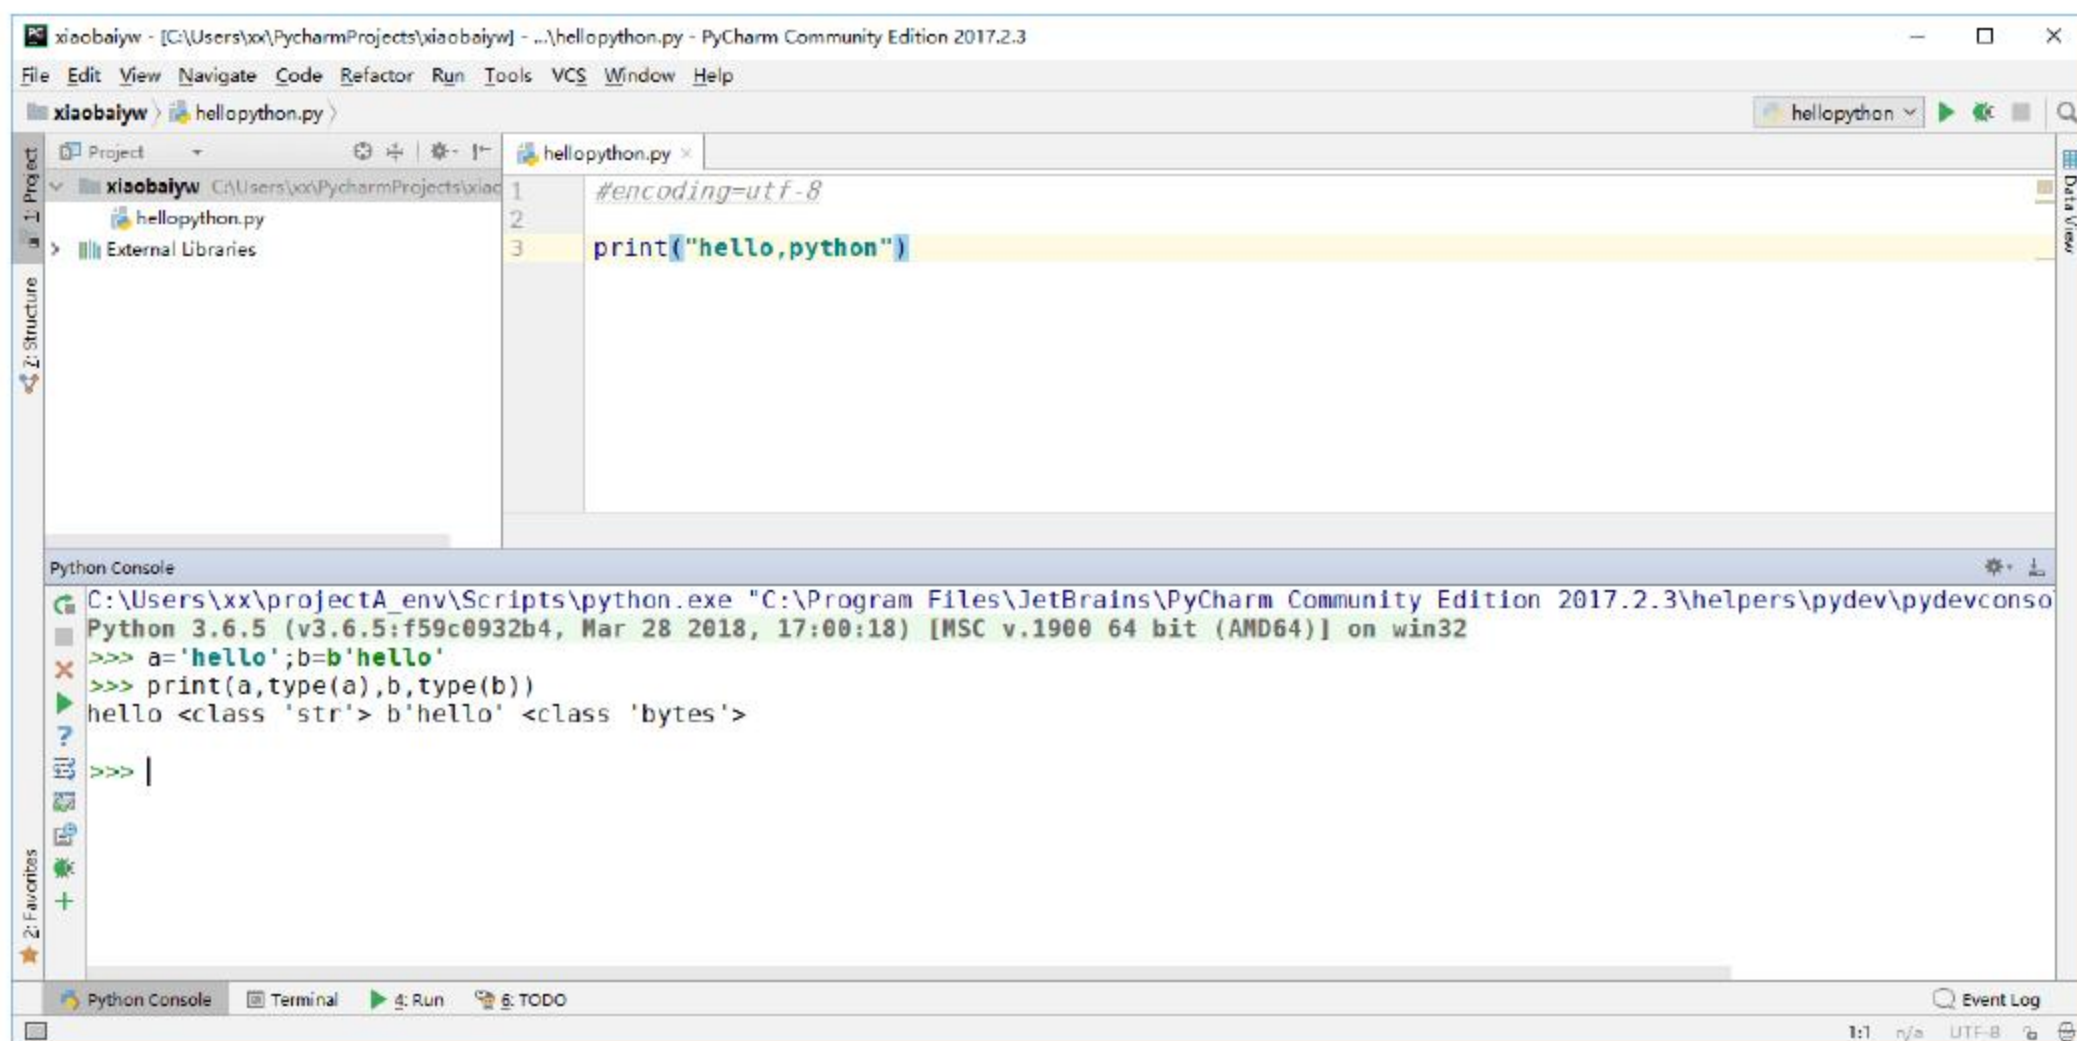 xiaobaiyw - [C:\Users\xx\PycharmProjects\xiaobaiyw] - ...\hellopython.py - PyCharm Community Edition 2017.2.3
File Edit View Navigate Code Refactor Run Tools VCS Window Help
xiaobaiyw hellopython.py
hellopython
Project
hellopython.py
1: Project
xiaobaiyw C:\Users\xx\PycharmProjects\xiao
hellopython.py
External Libraries
7: Structure
1 #encoding=utf-8
2
3 print("hello,python")
Data View
Python Console
C:\Users\xx\projectA_env\Scripts\python.exe "C:\Program Files\JetBrains\PyCharm Community Edition 2017.2.3\helpers\pydev\pydevconso
Python 3.6.5 (v3.6.5:f59c0932b4, Mar 28 2018, 17:00:18) [MSC v.1900 64 bit (AMD64)] on win32
>>> a='hello';b=b'hello'
>>> print(a,type(a),b,type(b))
hello <class 'str'> b'hello' <class 'bytes'>
>>>
2: Favorites
Python Console Terminal 4: Run 6: TODO Event Log
1:1 n/a UTF-8